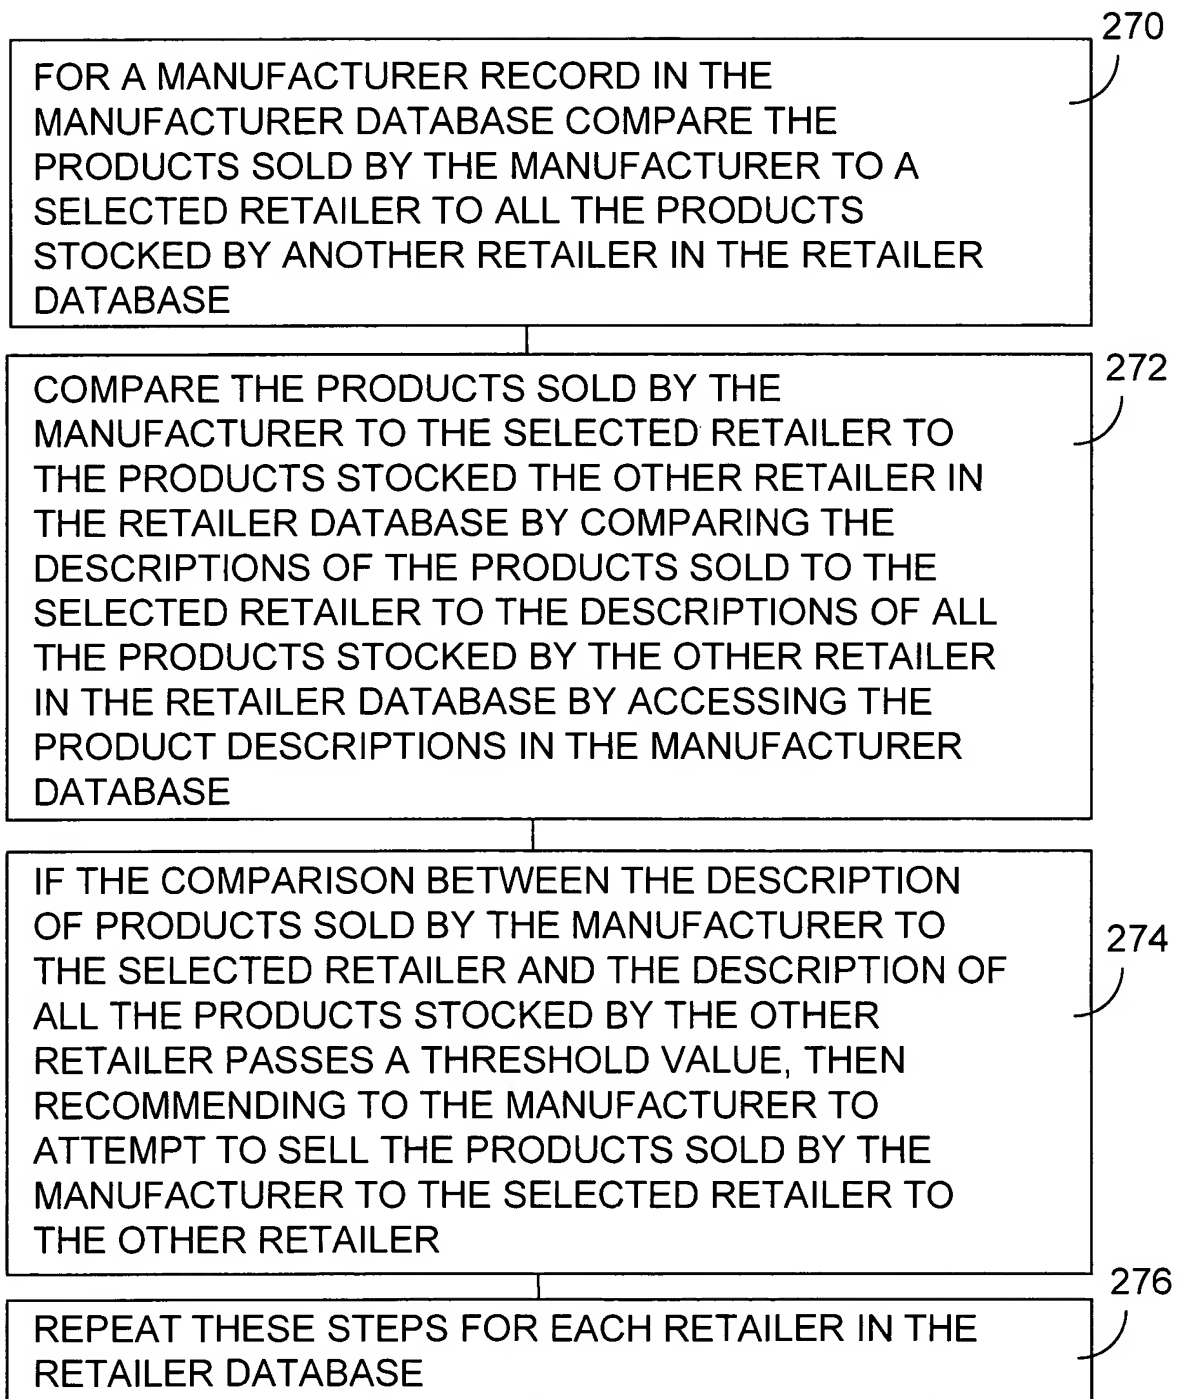 270
FOR A MANUFACTURER RECORD IN THE
MANUFACTURER DATABASE COMPARE THE
PRODUCTS SOLD BY THE MANUFACTURER TO A
SELECTED RETAILER TO ALL THE PRODUCTS
STOCKED BY ANOTHER RETAILER IN THE RETAILER
DATABASE
272
COMPARE THE PRODUCTS SOLD BY THE
MANUFACTURER TO THE SELECTED RETAILER TO
THE PRODUCTS STOCKED THE OTHER RETAILER IN
THE RETAILER DATABASE BY COMPARING THE
DESCRIPTIONS OF THE PRODUCTS SOLD TO THE
SELECTED RETAILER TO THE DESCRIPTIONS OF ALL
THE PRODUCTS STOCKED BY THE OTHER RETAILER
IN THE RETAILER DATABASE BY ACCESSING THE
PRODUCT DESCRIPTIONS IN THE MANUFACTURER
DATABASE
274
IF THE COMPARISON BETWEEN THE DESCRIPTION
OF PRODUCTS SOLD BY THE MANUFACTURER TO
THE SELECTED RETAILER AND THE DESCRIPTION OF
ALL THE PRODUCTS STOCKED BY THE OTHER
RETAILER PASSES A THRESHOLD VALUE, THEN
RECOMMENDING TO THE MANUFACTURER TO
ATTEMPT TO SELL THE PRODUCTS SOLD BY THE
MANUFACTURER TO THE SELECTED RETAILER TO
THE OTHER RETAILER
276
REPEAT THESE STEPS FOR EACH RETAILER IN THE
RETAILER DATABASE